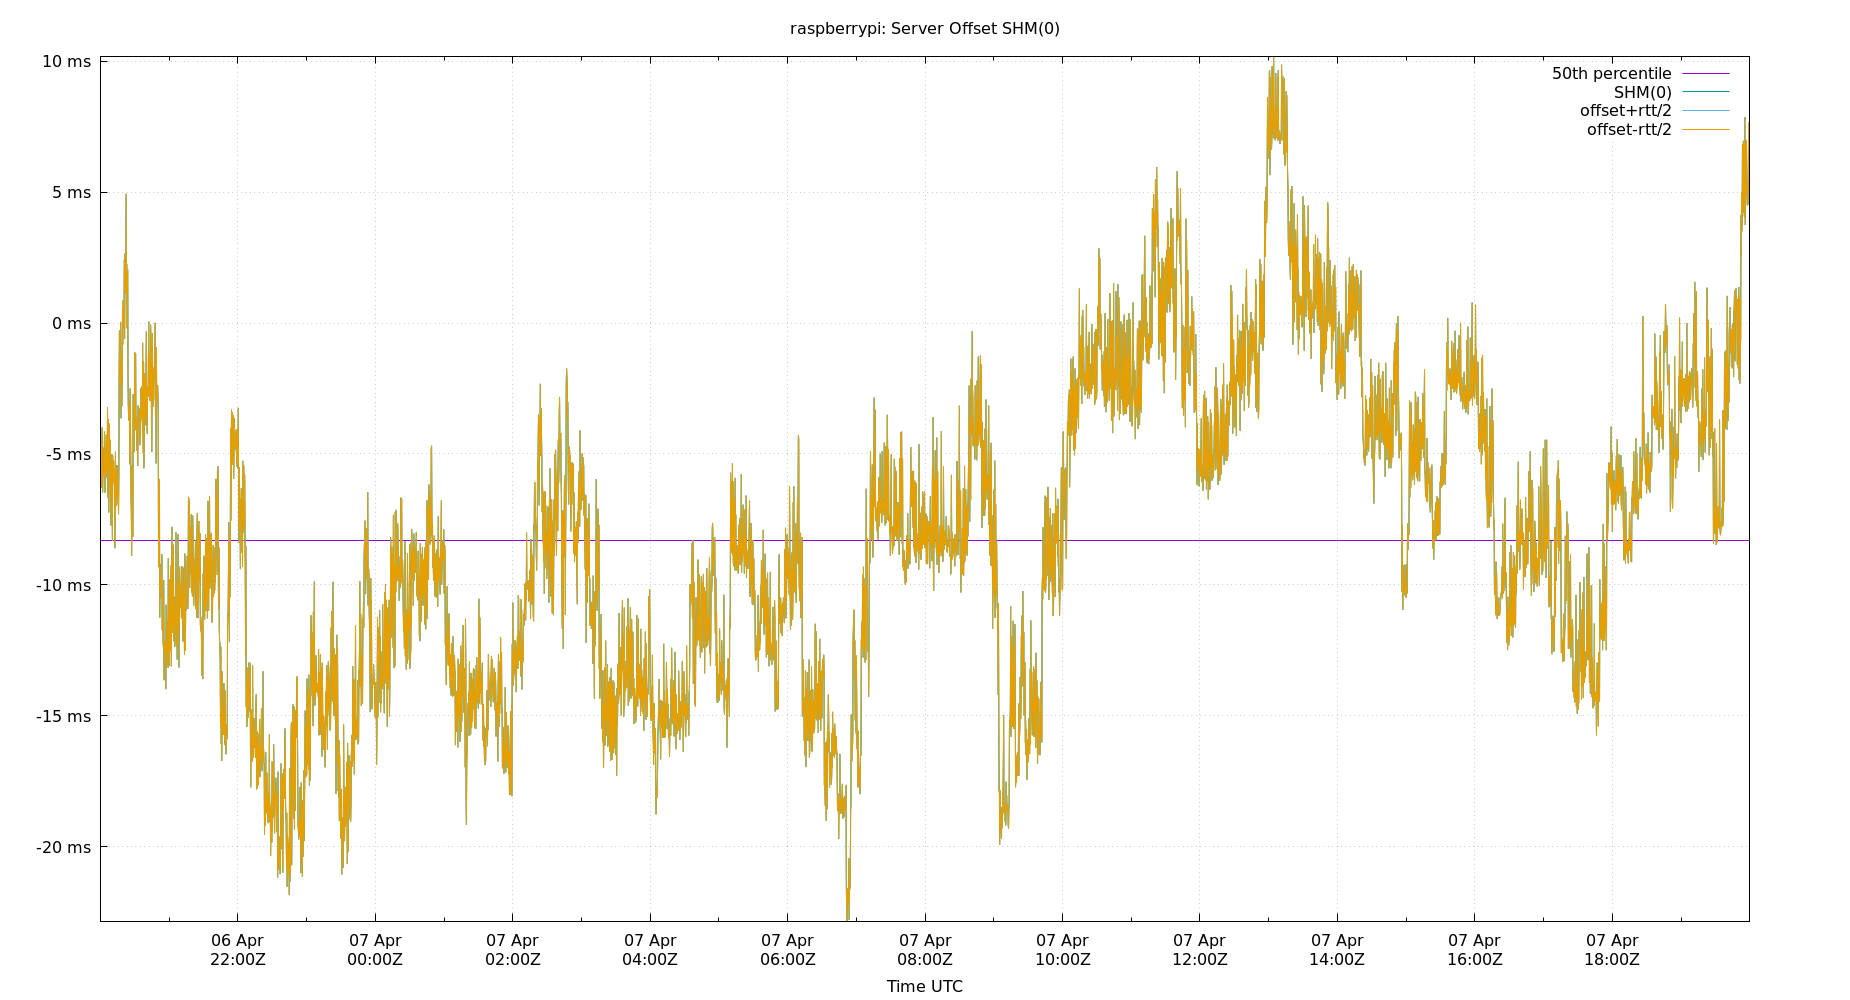 raspberrypi: Server Offset SHM(0)
10 ms
5 ms
0 ms
-5 ms
-10 ms
-15 ms
-20 ms
50th percentile
SHM(0)
offset+rtt/2
offset-rtt/2
06 Apr
22:00Z
07 Apr
00:00Z
07 Apr
02:00Z
07 Apr
04:00Z
07 Apr
06:00Z
07 Apr
08:00Z
07 Apr
10:00Z
07 Apr
12:00Z
07 Apr
14:00Z
07 Apr
16:00Z
07 Apr
18:00Z
Time UTC